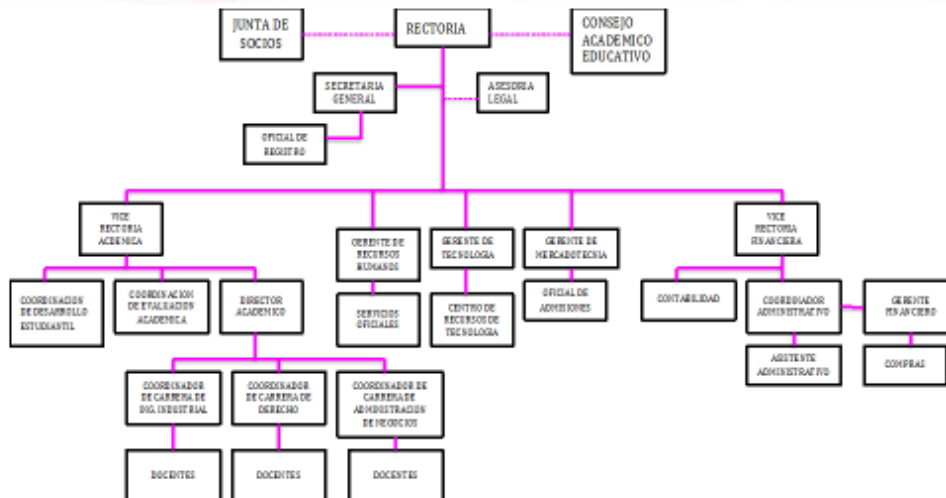 JUNTA DE
SOCIOS
RECTORIA
CONSEJO
ACADEMICO
EDUCATIVO
SECRETARIA
GENERAL
ASESORIA
LEGAL
OFICIAL DE
REGISTRO
VICE
RECTORIA
ACDEMICA
GERENTE DE
RECURSOS
HUMANOS
GERENTE DE
TECNOLOGIA
GERENTE DE
MERCADOTECNIA
VICE
RECTORIA
FINANCIERA
COORDINACION
DE DESARROLLO
ESTUDIANTIL
COORDINACION
DE EVALUACION
ACADEMICA
DIRECTOR
ACADEMICO
SERVICIOS
OFICIALES
CENTRO DE
RECURSOS DE
TECNOLOGIA
OFICIAL DE
ADMISIONES
CONTABILIDAD
COORDINADOR
ADMINISTRATIVO
GERENTE
FINANCIERO
ASISTENTE
ADMINISTRATIVO
COMPRAS
COORDINADOR
DE CARRERA DE
ING. INDUSTRIAL
COORDINADOR
DE CARRERA DE
DERECHO
COORDINADOR DE
CARRERA DE
ADMINISTRACION
DE NEGOCIOS
DOCENTES
DOCENTES
DOCENTES